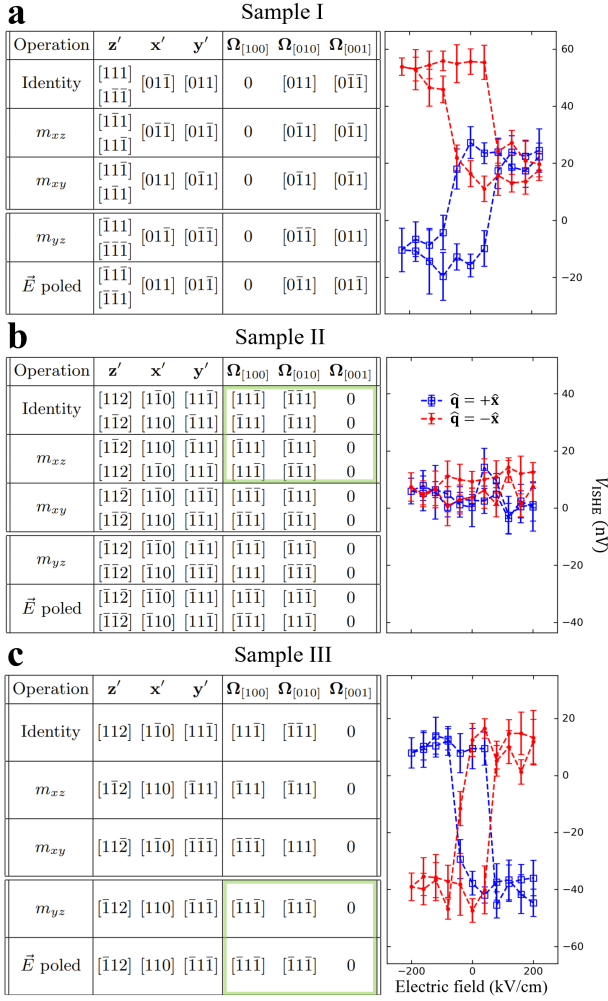 a Sample I
Operation z′ x′ y′ Ω[100] Ω[010] Ω[001]
Identity [111] [11̄1̄] [011̄] [011] 0 [011] [01̄1̄]
mxz [11̄1] [111̄] [01̄1̄] [011̄] 0 [01̄1] [01̄1]
mxy [111̄] [11̄1] [011] [01̄1] 0 [01̄1] [01̄1]
myz [1̄11] [1̄1̄1̄] [011̄] [01̄1̄] 0 [01̄1̄] [011]
E⃗ poled [1̄11̄] [1̄1̄1] [011] [011̄] 0 [01̄1] [011̄]
60
40
20
0
−20
b Sample II
Operation z′ x′ y′ Ω[100] Ω[010] Ω[001]
Identity [112] [11̄0] [111̄] [111̄] [1̄1̄1] 0
[11̄2] [110] [1̄11] [1̄11] [1̄11] 0
mxz [11̄2] [110] [1̄11] [1̄11] [1̄11] 0
[112] [11̄0] [111̄] [111̄] [1̄1̄1] 0
mxy [112̄] [11̄0] [1̄1̄1̄] [1̄1̄1̄] [1̄11] 0
[11̄2̄] [110] [1̄11] [1̄11] [1̄1̄1] 0
myz [1̄12] [1̄1̄0] [11̄1] [111̄] [1̄11̄] 0
[1̄1̄2] [1̄10] [1̄11] [111] [1̄1̄1̄] 0
E⃗ poled [1̄12̄] [1̄1̄0] [1̄11] [11̄1̄] [1̄11̄] 0
[1̄1̄2̄] [1̄10] [111̄] [1̄1̄1] [111̄] 0
40
20
0
−20
−40
q̂ = +x̂
q̂ = −x̂
VISHE (nV)
c Sample III
Operation z′ x′ y′ Ω[100] Ω[010] Ω[001]
Identity [112] [11̄0] [111̄] [111̄] [1̄1̄1] 0
mxz [11̄2] [110] [1̄11] [1̄11] [1̄11] 0
mxy [112̄] [11̄0] [1̄1̄1̄] [1̄1̄1̄] [111] 0
myz [1̄12] [110] [1̄11̄] [1̄11̄] [1̄11̄] 0
E⃗ poled [1̄12] [110] [1̄11̄] [1̄11̄] [1̄11̄] 0
20
0
−20
−40
−60
−200 0 200
Electric field (kV/cm)